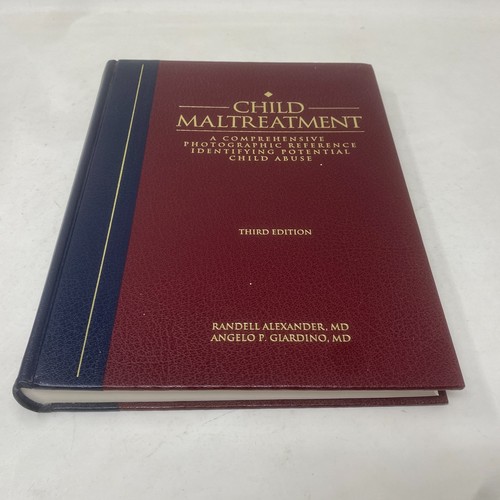 CHILD
MALTREATMENT
A COMPREHENSIVE
PHOTOGRAPHIC REFERENCE
IDENTIFYING POTENTIAL
CHILD ABUSE
THIRD EDITION
RANDELL ALEXANDER, MD
ANGELO P. GIARDINO, MD